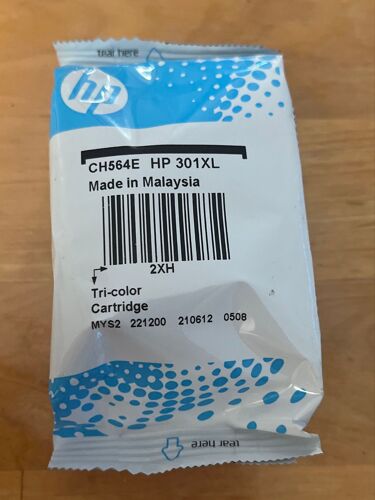 tear here
hp
CH564E HP 301XL
Made in Malaysia
2XH
Tri-color
Cartridge
MYS2 221200 210612 0508
tear here